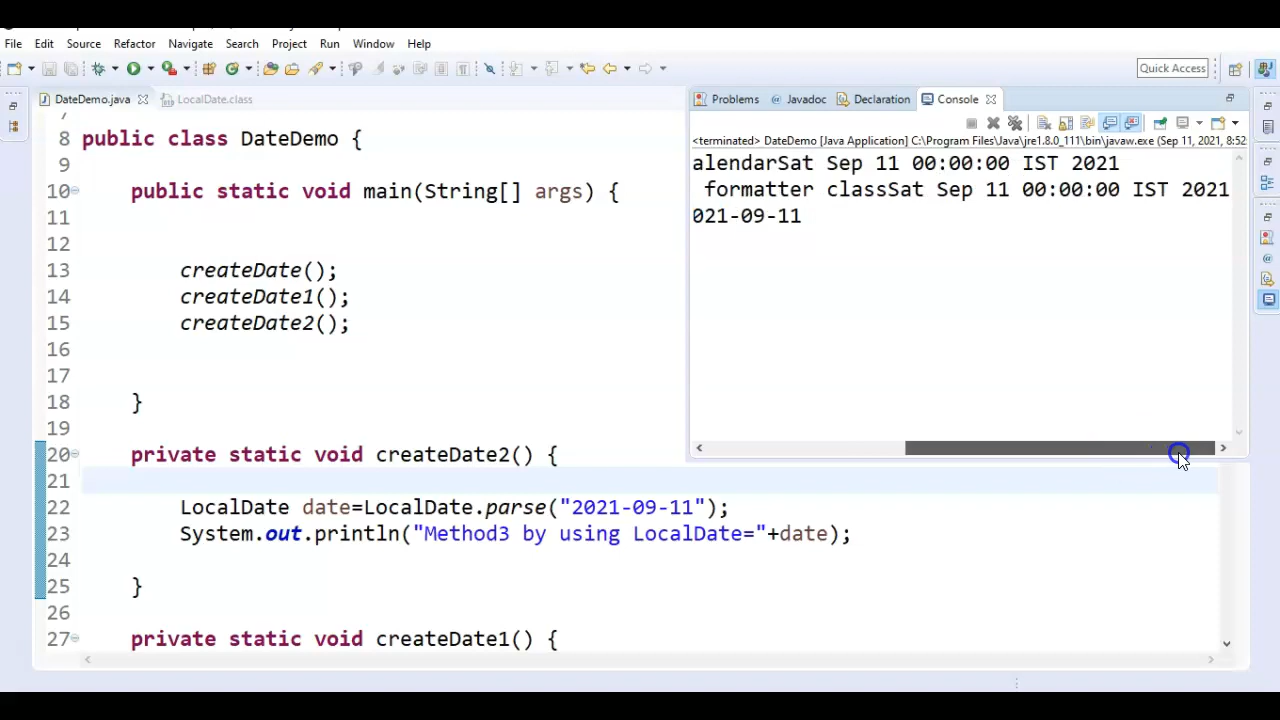 File Edit Source Refactor Navigate Search Project Run Window Help
Quick Access
DateDemo.java LocalDate.class
Problems Javadoc Declaration Console
<terminated> DateDemo [Java Application] C:\Program Files\Java\jre1.8.0_111\bin\javaw.exe (Sep 11, 2021, 8:52
alendarSat Sep 11 00:00:00 IST 2021
formatter classSat Sep 11 00:00:00 IST 2021
021-09-11
8 public class DateDemo {
9
10 public static void main(String[] args) {
11
12
13 createDate();
14 createDate1();
15 createDate2();
16
17
18 }
19
20 private static void createDate2() {
21
22 LocalDate date=LocalDate.parse("2021-09-11");
23 System.out.println("Method3 by using LocalDate="+date);
24
25 }
26
27 private static void createDate1() {